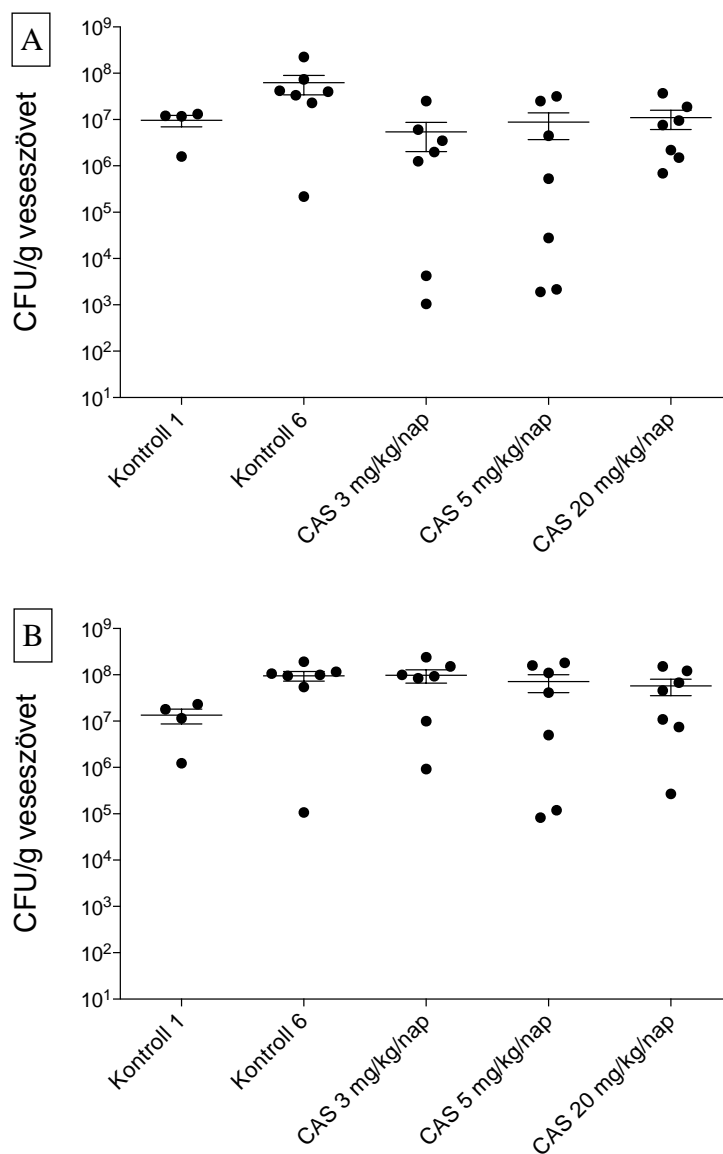 A
CFU/g veseszövet
10⁹
10⁸
10⁷
10⁶
10⁵
10⁴
10³
10²
10¹
Kontroll 1
Kontroll 6
CAS 3 mg/kg/nap
CAS 5 mg/kg/nap
CAS 20 mg/kg/nap
B
CFU/g veseszövet
10⁹
10⁸
10⁷
10⁶
10⁵
10⁴
10³
10²
10¹
Kontroll 1
Kontroll 6
CAS 3 mg/kg/nap
CAS 5 mg/kg/nap
CAS 20 mg/kg/nap